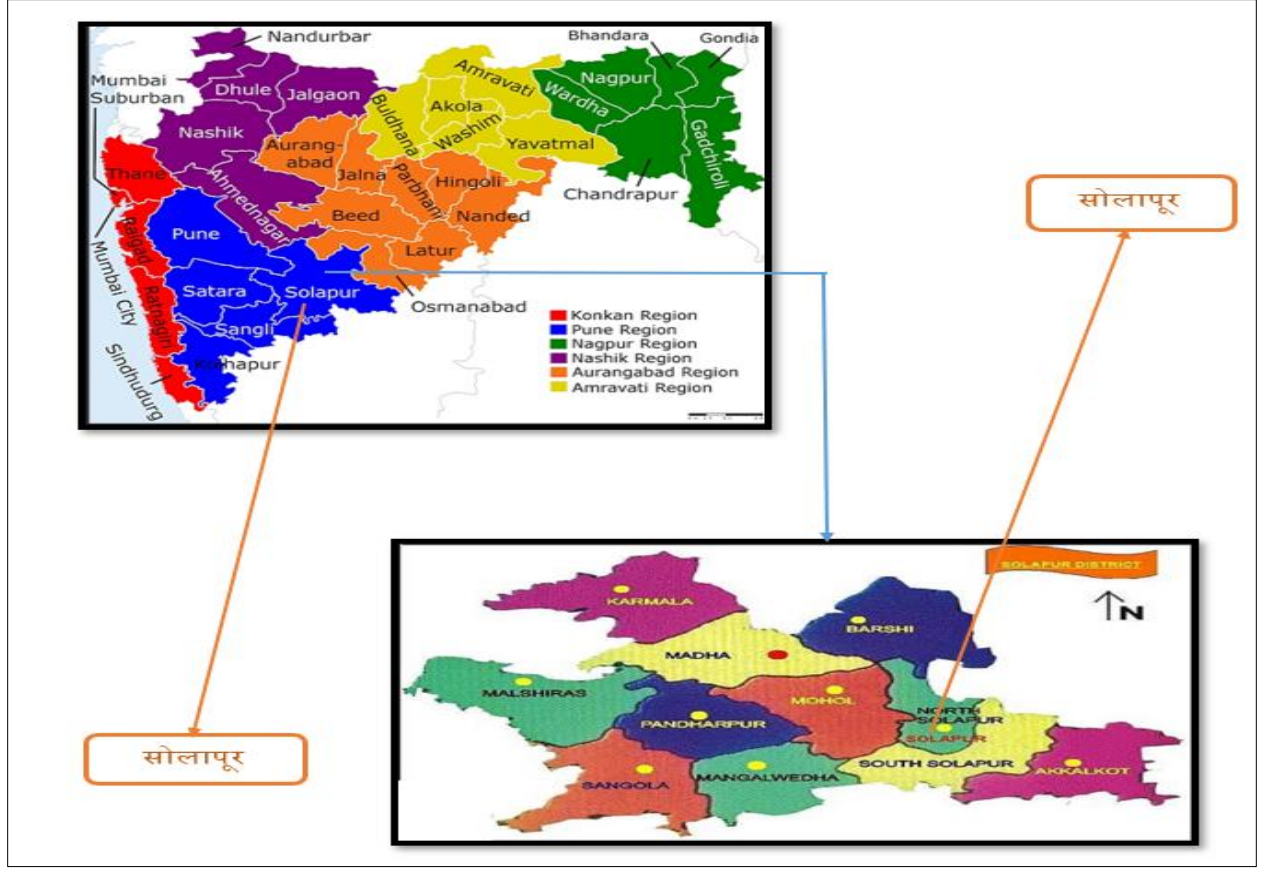 Nandurbar
Bhandara
Gondia
Mumbai
Suburban
Dhule
Jalgaon
Amravati
Nagpur
Wardha
Buldhana
Akola
Washim
Nashik
Yavatmal
Gadchiroli
Aurang-
abad
Jalna
Parbhani
Hingoli
Thane
Ahmednagar
Chandrapur
Beed
Nanded
Raigad
Pune
Latur
Mumbai City
Satara
Solapur
Osmanabad
Ratnagiri
Sangli
Kolhapur
Sindhudurg
Konkan Region
Pune Region
Nagpur Region
Nashik Region
Aurangabad Region
Amravati Region
सोलापूर
सोलापूर
SOLAPUR DISTRICT
N
KARMALA
BARSHI
MADHA
MALSHIRAS
MOHOL
NORTH
SOLAPUR
PANDHARPUR
SOLAPUR
SOUTH SOLAPUR
AKKALKOT
SANGOLA
MANGALWEDHA